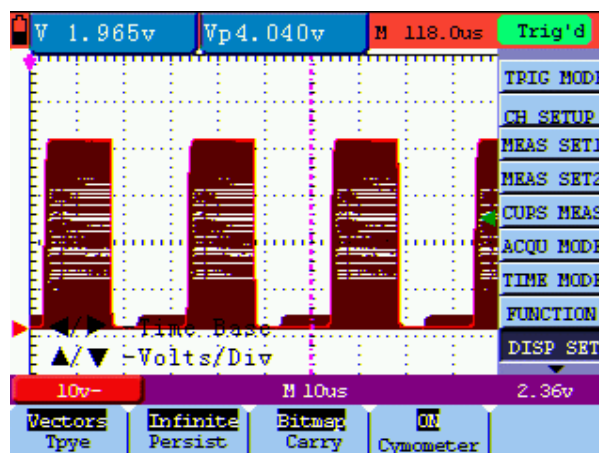 V 1.965v Vp4.040v M 118.0us Trig'd
TRIG MODE
CH SETUP
MEAS SET1
MEAS SET2
CUPS MEAS
ACQU MODE
TIME MODE
FUNCTION
DISP SET
◀/▶ -Time Base
▲/▼ -Volts/Div
10v- M 10us 2.36v
Vectors Infinite Bitmap ON
Tpye Persist Carry Cymometer